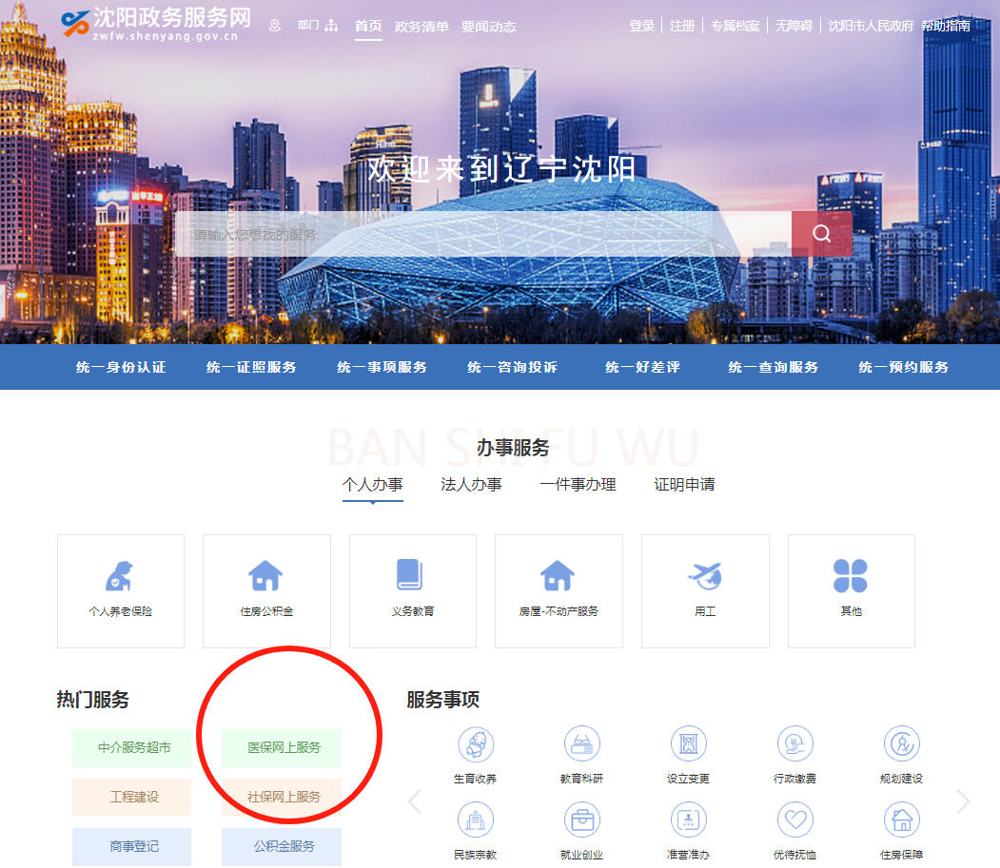 沈阳政务服务网
zwfw.shenyang.gov.cn
部门
首页 政务清单 要闻动态
登录 注册 专属档案 无障碍 沈阳市人民政府 帮助指南
欢迎来到辽宁沈阳
请输入您想找的服务
统一身份认证 统一证照服务 统一事项服务 统一咨询投诉 统一好差评 统一查询服务 统一预约服务
BAN SHI FU WU
办事服务
个人办事 法人办事 一件事办理 证明申请
个人养老保险 住房公积金 义务教育 房屋-不动产服务 用工 其他
热门服务
中介服务超市 医保网上服务
工程建设 社保网上服务
商事登记 公积金服务
服务事项
生育收养 教育科研 设立变更 行政缴费 规划建设
民族宗教 就业创业 准营准办 优待抚恤 住房保障